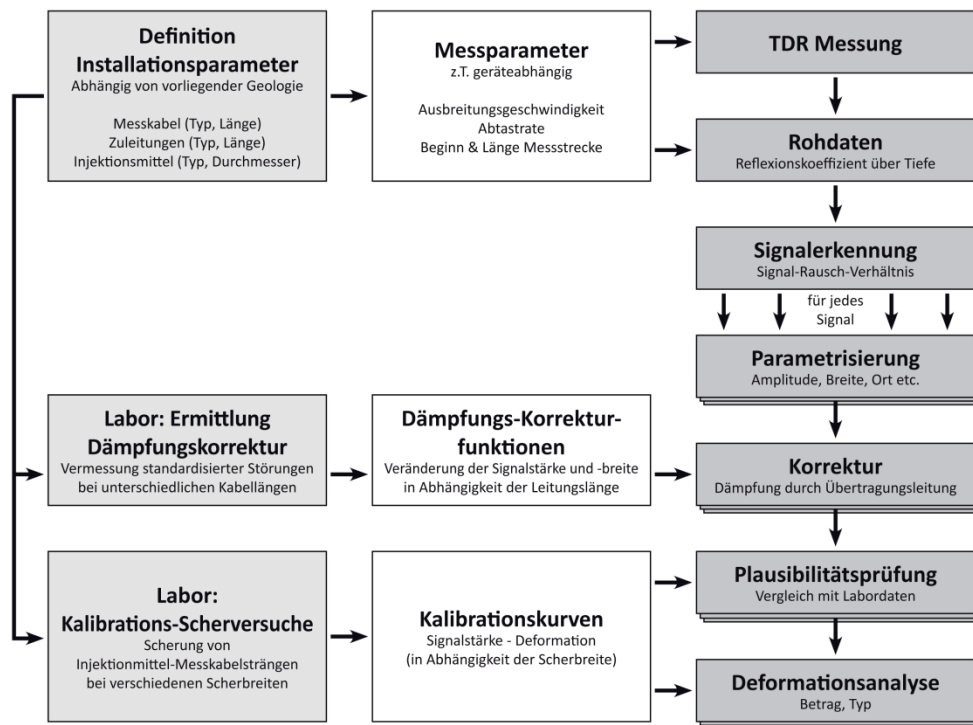 Definition
Installationsparameter
Abhängig von vorliegender Geologie
Messkabel (Typ, Länge)
Zuleitungen (Typ, Länge)
Injektionsmittel (Typ, Durchmesser)
Messparameter
z.T. geräteabhängig
Ausbreitungsgeschwindigkeit
Abtastrate
Beginn & Länge Messstrecke
TDR Messung
Rohdaten
Reflexionskoeffizient über Tiefe
Signalerkennung
Signal-Rausch-Verhältnis
für jedes
Signal
Parametrisierung
Amplitude, Breite, Ort etc.
Labor: Ermittlung
Dämpfungskorrektur
Vermessung standardisierter Störungen
bei unterschiedlichen Kabellängen
Dämpfungs-Korrektur-
funktionen
Veränderung der Signalstärke und -breite
in Abhängigkeit der Leitungslänge
Korrektur
Dämpfung durch Übertragungsleitung
Labor:
Kalibrations-Scherversuche
Scherung von
Injektionmittel-Messkabelsträngen
bei verschiedenen Scherbreiten
Kalibrationskurven
Signalstärke - Deformation
(in Abhängigkeit der Scherbreite)
Plausibilitätsprüfung
Vergleich mit Labordaten
Deformationsanalyse
Betrag, Typ